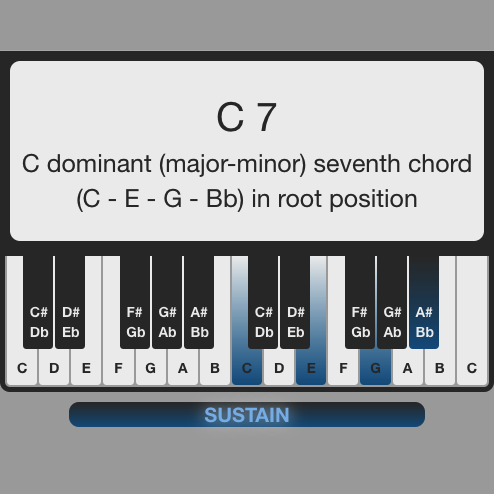 C 7
C dominant (major-minor) seventh chord
(C - E - G - Bb) in root position
C# D# F# G# A# C# D# F# G# A#
Db Eb Gb Ab Bb Db Eb Gb Ab Bb
C D E F G A B C D E F G A B C
SUSTAIN